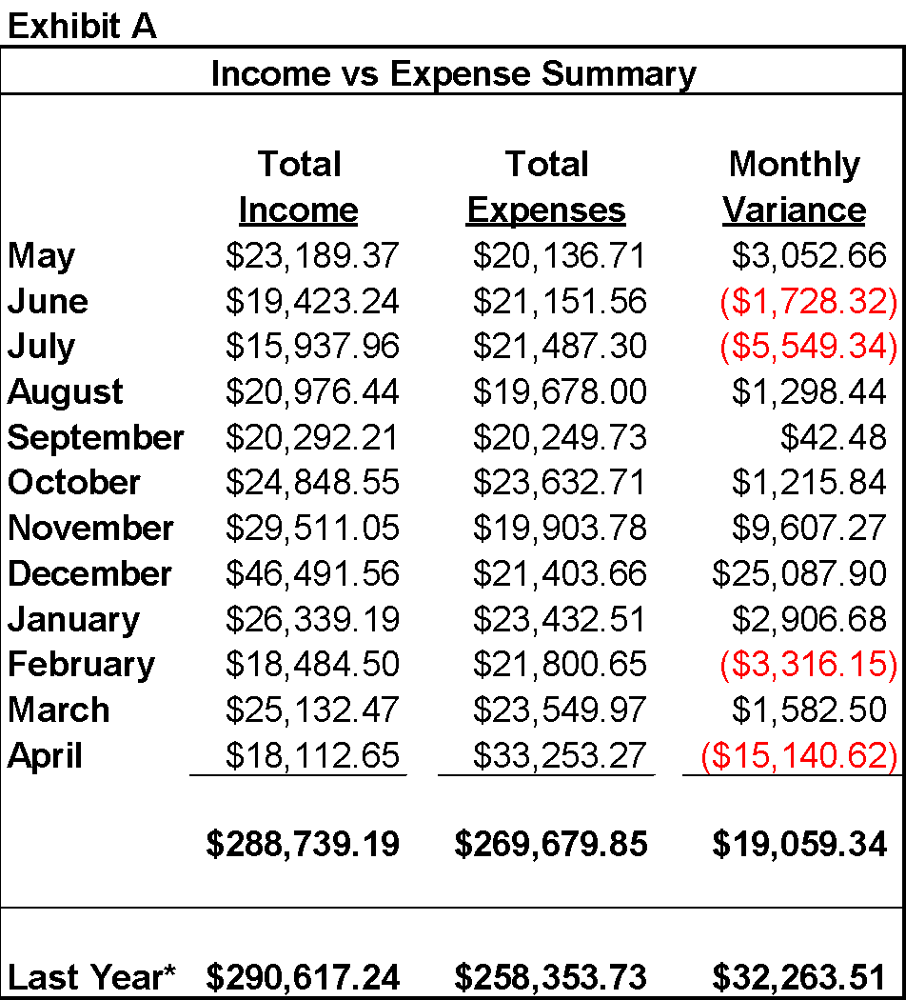 Exhibit A
Income vs Expense Summary
Total Total Monthly
Income Expenses Variance
May $23,189.37 $20,136.71 $3,052.66
June $19,423.24 $21,151.56 ($1,728.32)
July $15,937.96 $21,487.30 ($5,549.34)
August $20,976.44 $19,678.00 $1,298.44
September $20,292.21 $20,249.73 $42.48
October $24,848.55 $23,632.71 $1,215.84
November $29,511.05 $19,903.78 $9,607.27
December $46,491.56 $21,403.66 $25,087.90
January $26,339.19 $23,432.51 $2,906.68
February $18,484.50 $21,800.65 ($3,316.15)
March $25,132.47 $23,549.97 $1,582.50
April $18,112.65 $33,253.27 ($15,140.62)
$288,739.19 $269,679.85 $19,059.34
Last Year* $290,617.24 $258,353.73 $32,263.51